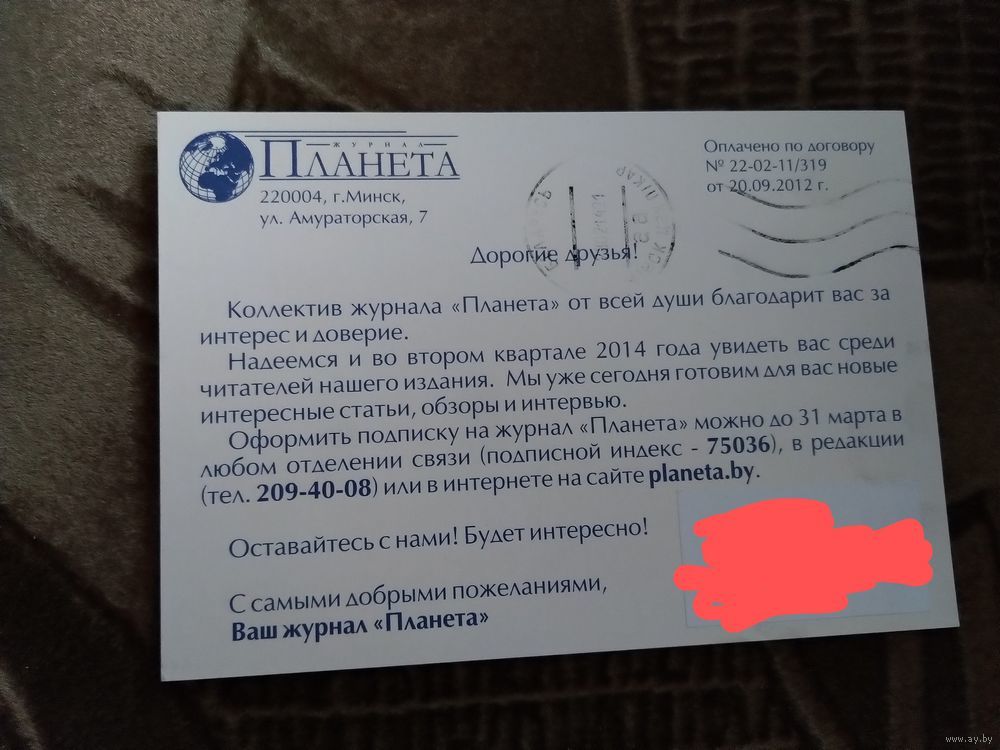 ЖУРНАЛ
ПЛАНЕТА
220004, г.Минск,
ул. Амураторская, 7
Оплачено по договору
№ 22-02-11/319
от 20.09.2012 г.
Дорогие друзья!
Коллектив журнала «Планета» от всей души благодарит вас за
интерес и доверие.
Надеемся и во втором квартале 2014 года увидеть вас среди
читателей нашего издания. Мы уже сегодня готовим для вас новые
интересные статьи, обзоры и интервью.
Оформить подписку на журнал «Планета» можно до 31 марта в
любом отделении связи (подписной индекс - 75036), в редакции
(тел. 209-40-08) или в интернете на сайте planeta.by.
Оставайтесь с нами! Будет интересно!
С самыми добрыми пожеланиями,
Ваш журнал «Планета»
www.ay.by